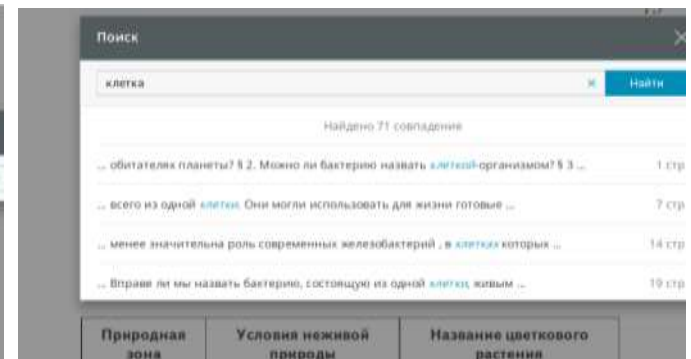 Поиск
клетка
Найти
Найдено 71 совпадение
... обитателях планеты? § 2. Можно ли бактерию назвать клеткой-организмом? § 3 ... 1 стр
... всего из одной клетки. Они могли использовать для жизни готовые ... 7 стр
... менее значительна роль современных железобактерий , в клетках которых ... 14 стр
... Вправе ли мы назвать бактерию, состоящую из одной клетки, живым ... 19 стр
Природная зона
Условия неживой природы
Название цветкового растения